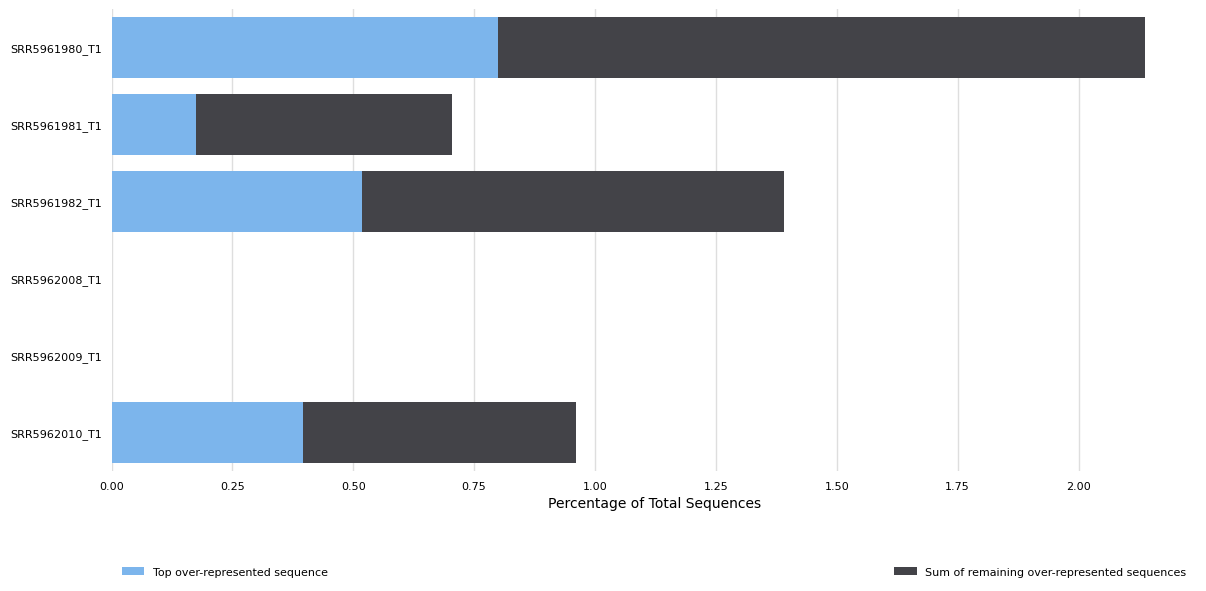 SRR5961980_T1
SRR5961981_T1
SRR5961982_T1
SRR5962008_T1
SRR5962009_T1
SRR5962010_T1
0.00 0.25 0.50 0.75 1.00 1.25 1.50 1.75 2.00
Percentage of Total Sequences
Top over-represented sequence Sum of remaining over-represented sequences